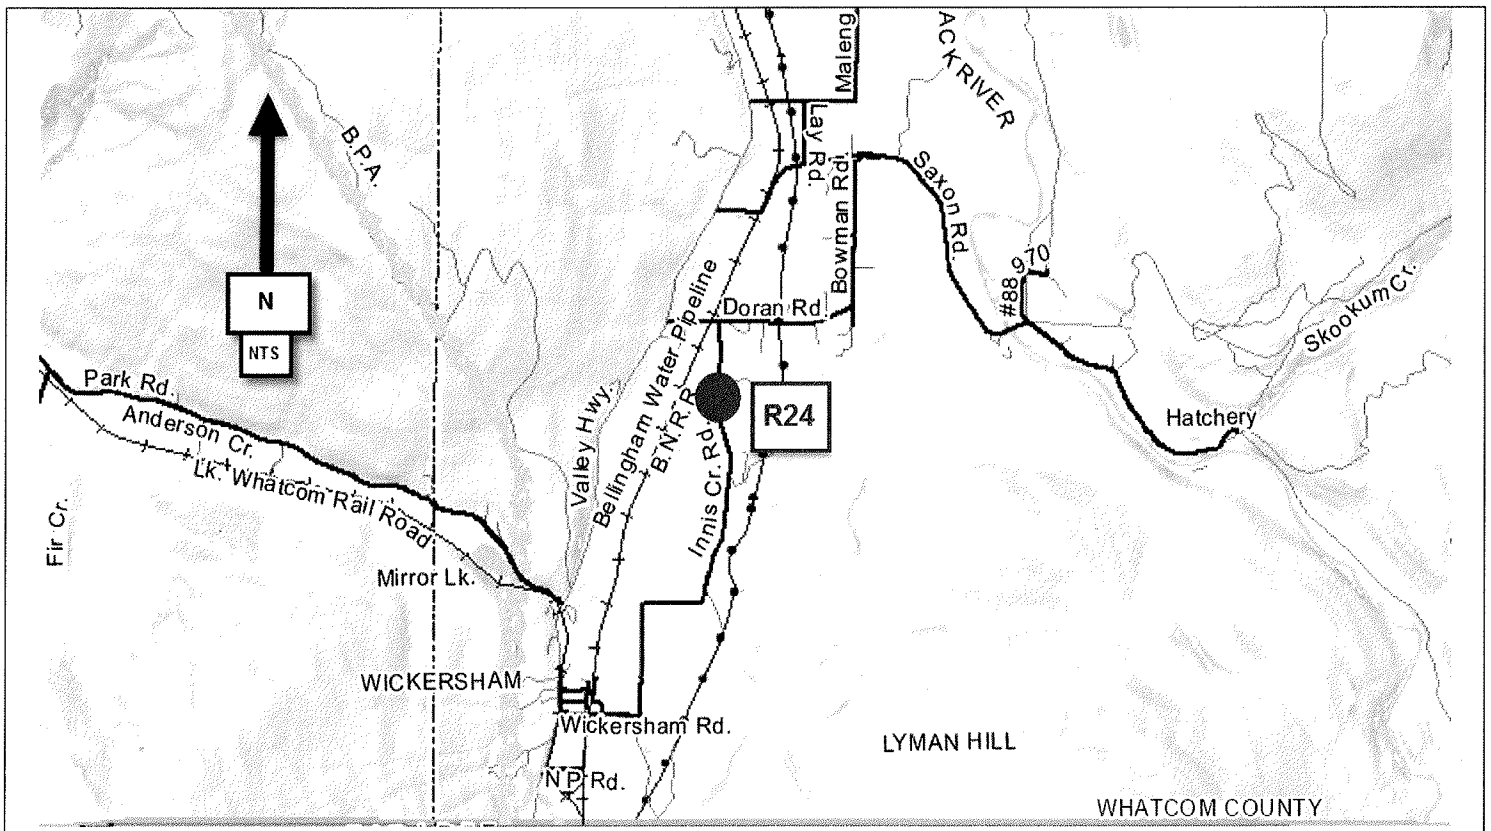 Maleng
ACK RIVER
B.P.A.
Lay Rd.
Bowman Rd.
Saxon Rd.
970
#88
Skookum Cr.
N
NTS
Doran Rd.
Park Rd.
Anderson Cr.
Lk. Whatcom Rail Road
Valley Hwy.
Bellingham Water Pipeline
B.N.R.R.
R24
Hatchery
Innis Cr. Rd.
Fir Cr.
Mirror Lk.
WICKERSHAM
Wickersham Rd.
LYMAN HILL
N P Rd.
WHATCOM COUNTY